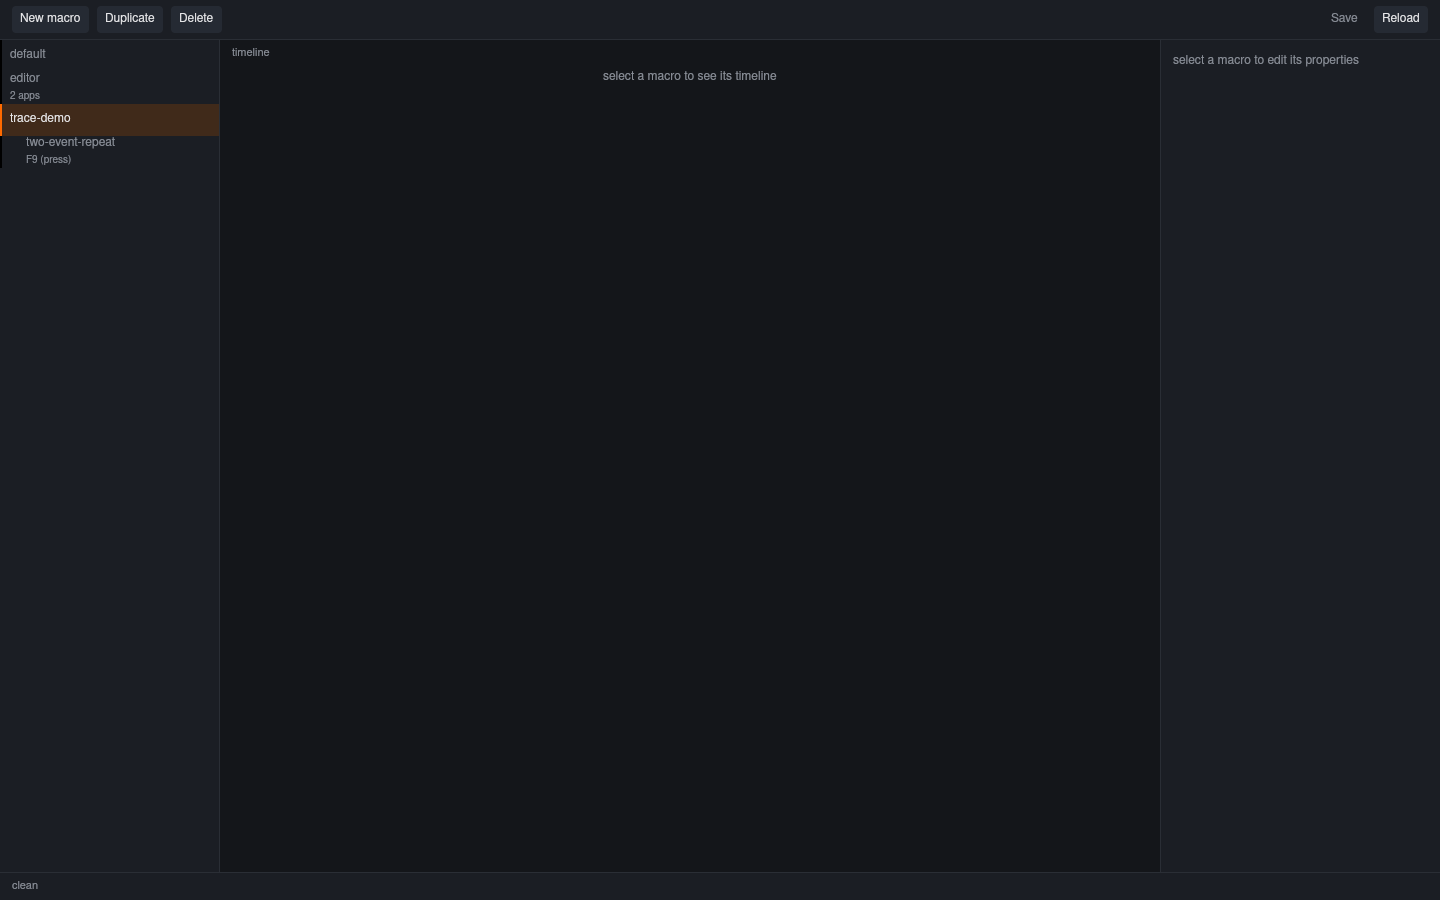 New macro Duplicate Delete Save Reload
default
editor
2 apps
trace-demo
two-event-repeat
F9 (press)
timeline
select a macro to see its timeline
select a macro to edit its properties
clean